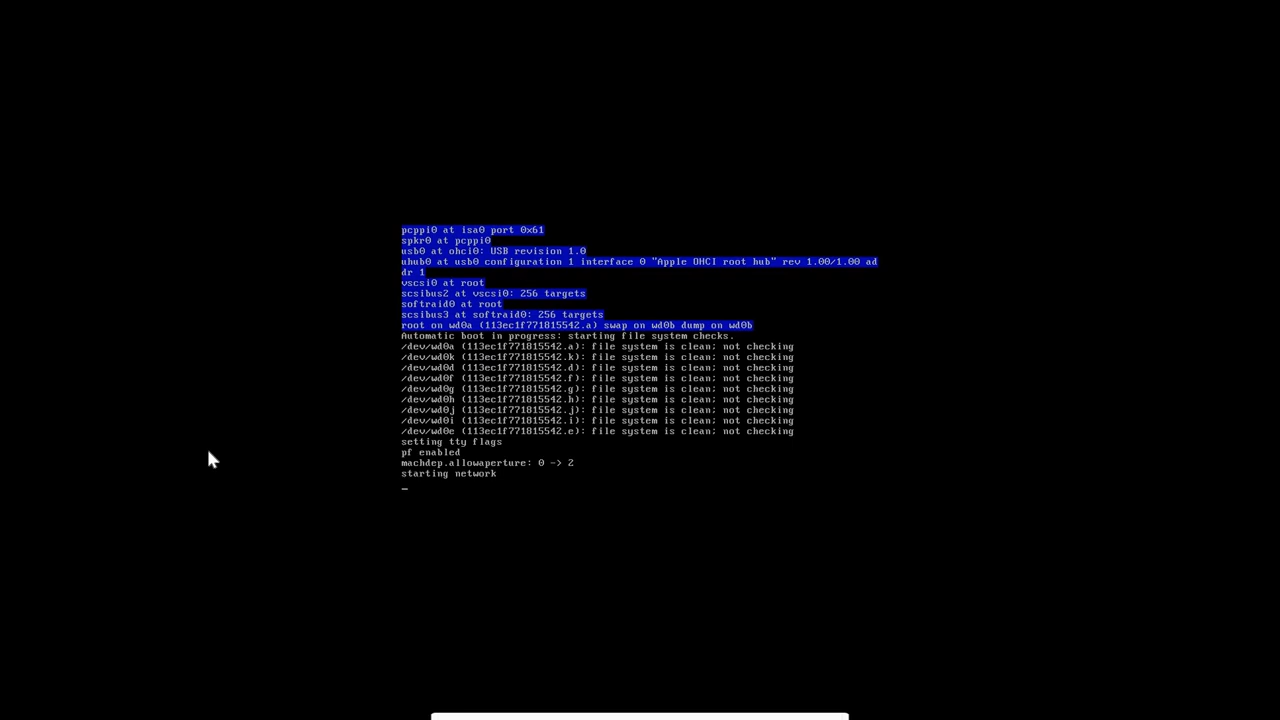 pcppi0 at isa0 port 0x61
spkr0 at pcppi0
usb0 at ohci0: USB revision 1.0
uhub0 at usb0 configuration 1 interface 0 "Apple OHCI root hub" rev 1.00/1.00 ad
dr 1
vscsi0 at root
scsibus2 at vscsi0: 256 targets
softraid0 at root
scsibus3 at softraid0: 256 targets
root on wd0a (113ec1f771815542.a) swap on wd0b dump on wd0b
Automatic boot in progress: starting file system checks.
/dev/wd0a (113ec1f771815542.a): file system is clean; not checking
/dev/wd0k (113ec1f771815542.k): file system is clean; not checking
/dev/wd0d (113ec1f771815542.d): file system is clean; not checking
/dev/wd0f (113ec1f771815542.f): file system is clean; not checking
/dev/wd0g (113ec1f771815542.g): file system is clean; not checking
/dev/wd0h (113ec1f771815542.h): file system is clean; not checking
/dev/wd0j (113ec1f771815542.j): file system is clean; not checking
/dev/wd0i (113ec1f771815542.i): file system is clean; not checking
/dev/wd0e (113ec1f771815542.e): file system is clean; not checking
setting tty flags
pf enabled
machdep.allowaperture: 0 -> 2
starting network